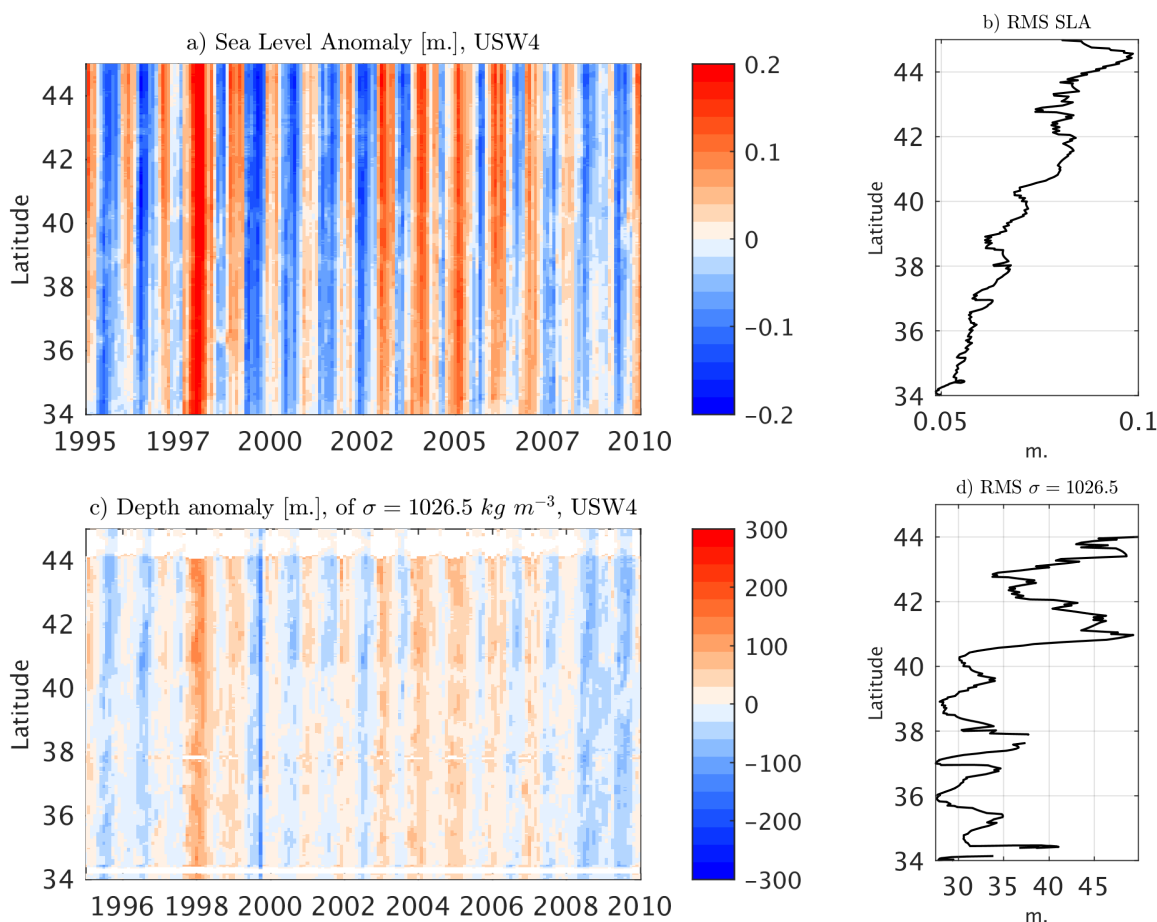 a) Sea Level Anomaly [m.], USW4
44
42
40
38
36
34
Latitude
1995 1997 2000 2002 2005 2007 2010
0.2
0.1
0
−0.1
−0.2
b) RMS SLA
44
42
40
38
36
34
Latitude
0.05 0.1
m.
c) Depth anomaly [m.], of σ = 1026.5 kg m⁻³, USW4
44
42
40
38
36
34
Latitude
1996 1998 2000 2002 2004 2006 2008 2010
300
200
100
0
−100
−200
−300
d) RMS σ = 1026.5
44
42
40
38
36
34
Latitude
30 35 40 45
m.